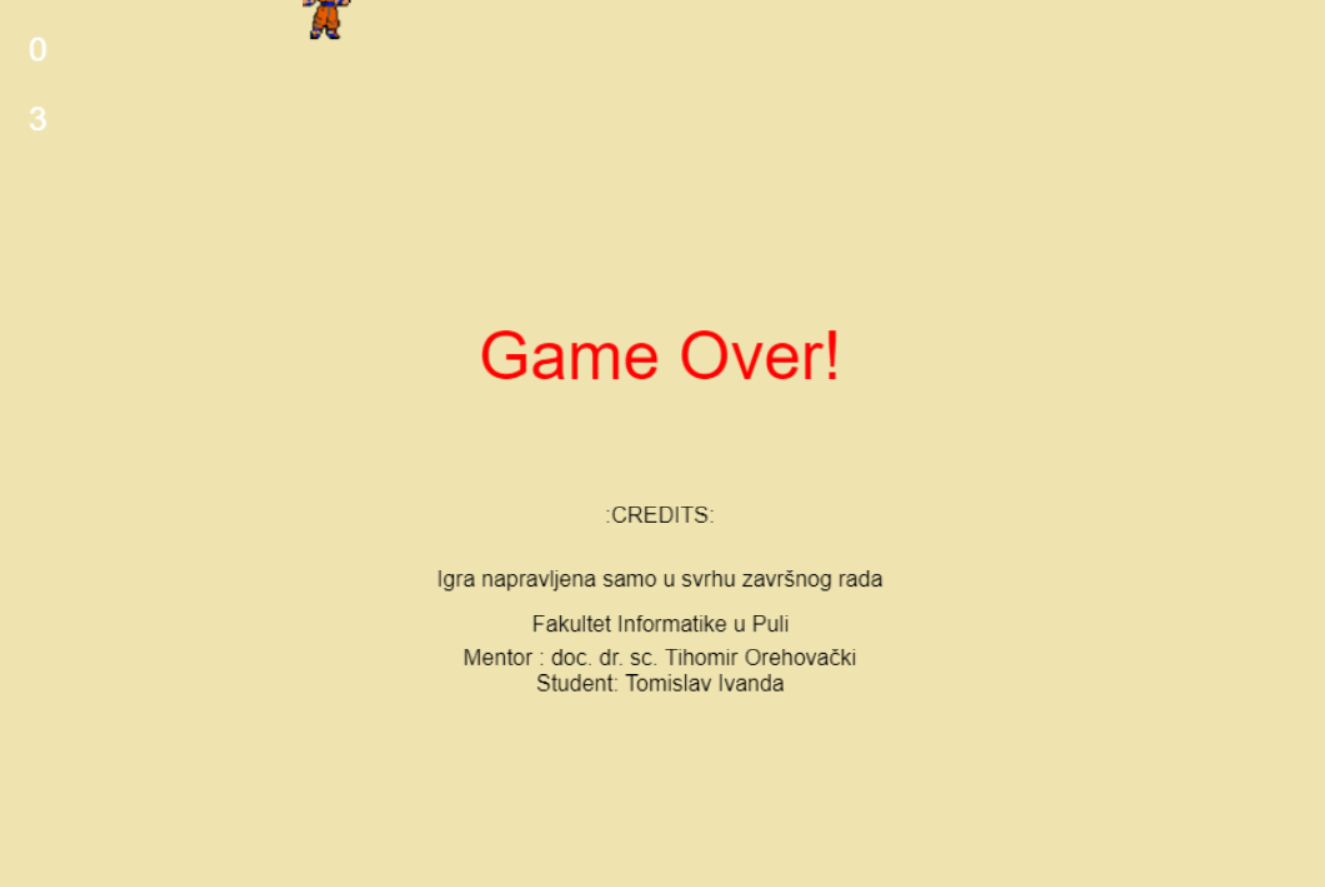 0
3
Game Over!
:CREDITS:
Igra napravljena samo u svrhu završnog rada
Fakultet Informatike u Puli
Mentor : doc. dr. sc. Tihomir Orehovački
Student: Tomislav Ivanda